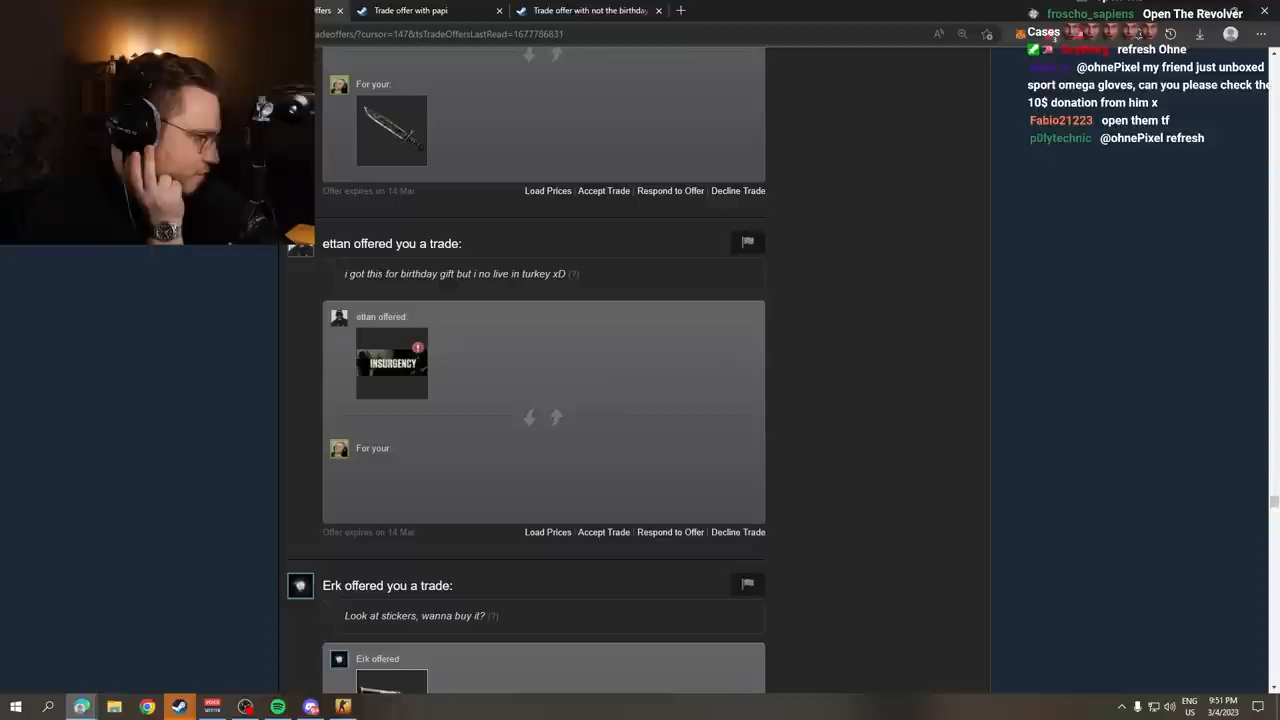 ffers
Trade offer with papi
Trade offer with not the birthday
tradeoffers/?cursor=147&tsTradeOffersLastRead=1677786831
froscho_sapiens Open The Revolver
Cases
refresh Ohne
@ohnePixel my friend just unboxed
sport omega gloves, can you please check the
10$ donation from him x
Fabio21223 open them tf
p0lytechnic @ohnePixel refresh
For your:
Offer expires on 14 Mar
Load Prices | Accept Trade | Respond to Offer | Decline Trade
ettan offered you a trade:
i got this for birthday gift but i no live in turkey xD (?)
ettan offered:
INSURGENCY
For your:
Offer expires on 14 Mar
Load Prices | Accept Trade | Respond to Offer | Decline Trade
Erk offered you a trade:
Look at stickers, wanna buy it? (?)
Erk offered
ENG
US
9:51 PM
3/4/2023